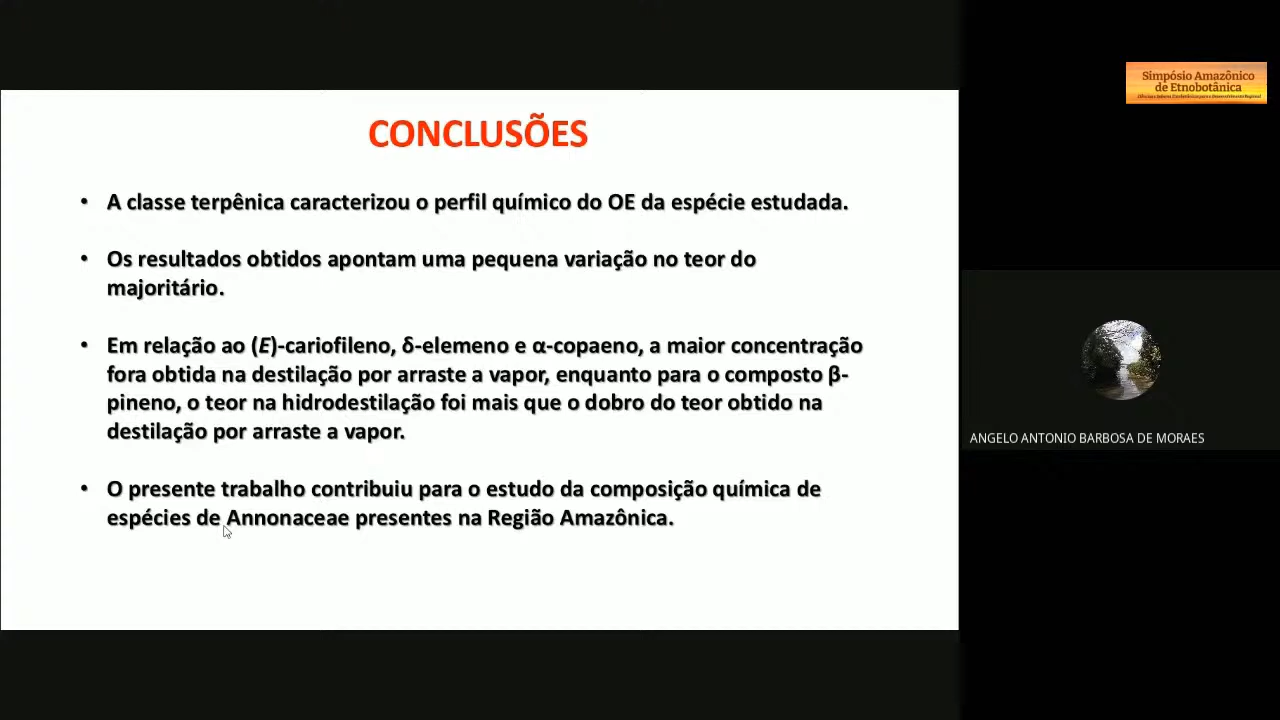 CONCLUSÕES
• A classe terpênica caracterizou o perfil químico do OE da espécie estudada.
• Os resultados obtidos apontam uma pequena variação no teor do
majoritário.
• Em relação ao (E)-cariofileno, δ-elemeno e α-copaeno, a maior concentração
fora obtida na destilação por arraste a vapor, enquanto para o composto β-
pineno, o teor na hidrodestilação foi mais que o dobro do teor obtido na
destilação por arraste a vapor.
• O presente trabalho contribuiu para o estudo da composição química de
espécies de Annonaceae presentes na Região Amazônica.
Simpósio Amazônico
de Etnobotânica
ANGELO ANTONIO BARBOSA DE MORAES